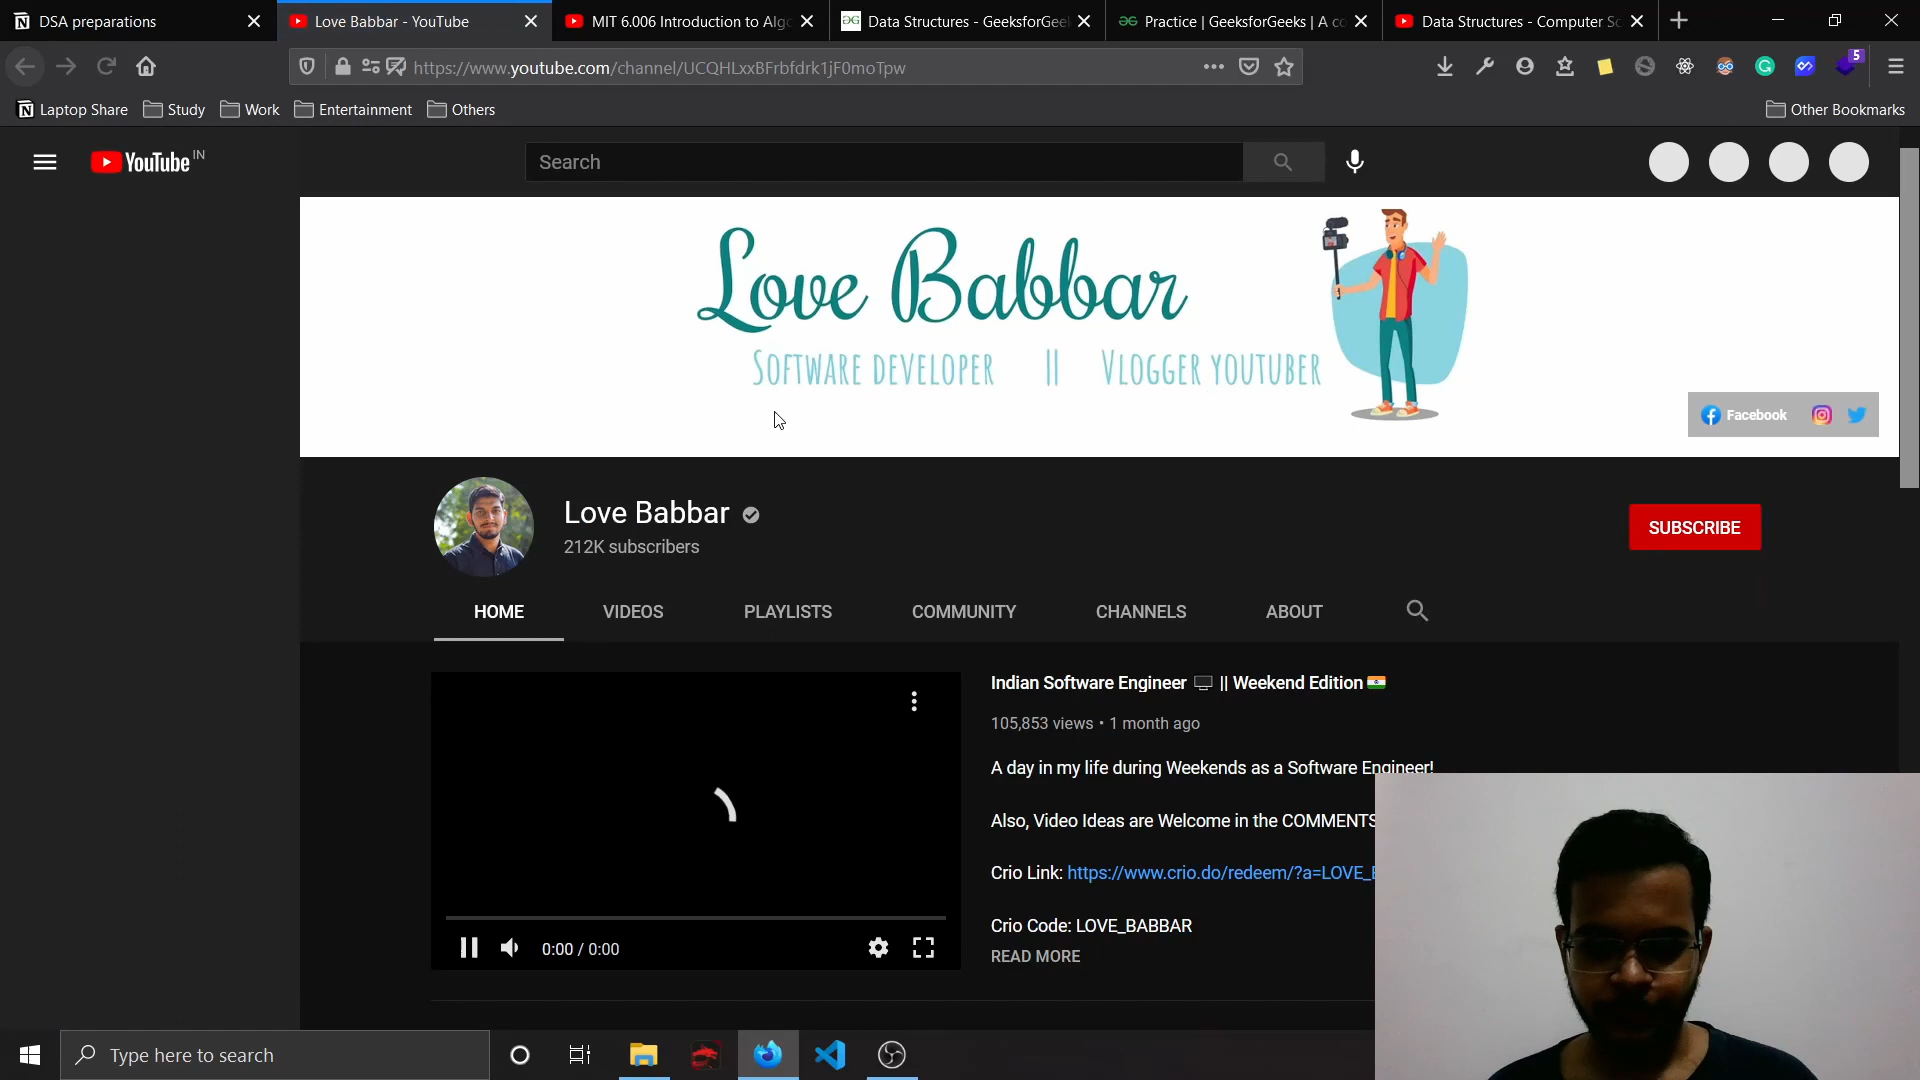 DSA preparations
Love Babbar - YouTube
MIT 6.006 Introduction to Algo
Data Structures - GeeksforGeek
Practice | GeeksforGeeks | A co
Data Structures - Computer Sc
https://www.youtube.com/channel/UCQHLxxBFrbfdrk1jF0moTpw
5
Laptop Share
Study
Work
Entertainment
Others
Other Bookmarks
YouTube IN
Search
Love Babbar
SOFTWARE DEVELOPER || VLOGGER YOUTUBER
Facebook
Love Babbar
212K subscribers
SUBSCRIBE
HOME
VIDEOS
PLAYLISTS
COMMUNITY
CHANNELS
ABOUT
Indian Software Engineer || Weekend Edition
105,853 views • 1 month ago
A day in my life during Weekends as a Software Engineer!
Also, Video Ideas are Welcome in the COMMENTS
Crio Link: https://www.crio.do/redeem/?a=LOVE_B
Crio Code: LOVE_BABBAR
READ MORE
0:00 / 0:00
Type here to search